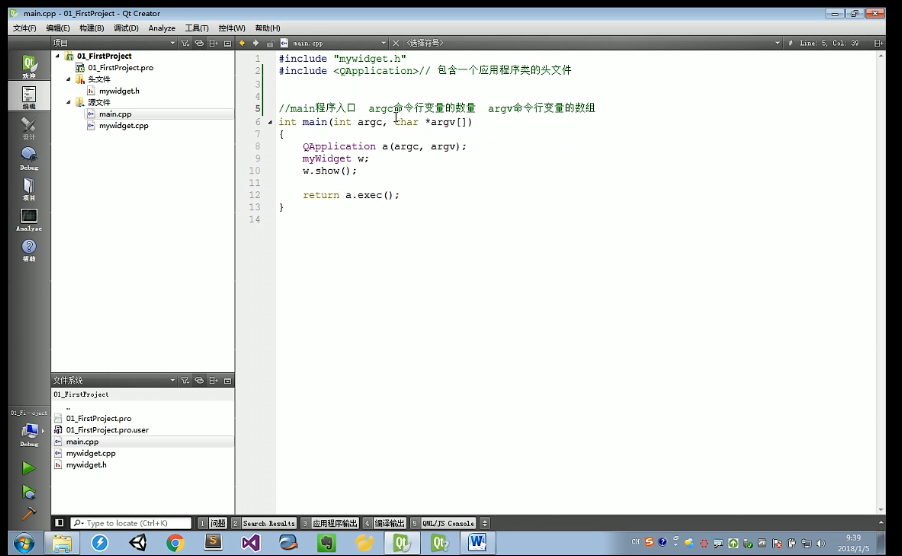 main.cpp - 01_FirstProject - Qt Creator
文件(F) 编辑(E) 构建(B) 调试(D) Analyze 工具(T) 控件(W) 帮助(H)
项目
main.cpp
<选择符号>
Line: 5, Col: 39
欢迎
编辑
设计
Debug
项目
Analyze
帮助
01_FirstProject
01_FirstProject.pro
头文件
mywidget.h
源文件
main.cpp
mywidget.cpp
1 #include "mywidget.h"
2 #include <QApplication>// 包含一个应用程序类的头文件
3
4
5 //main程序入口 argc命令行变量的数量 argv命令行变量的数组
6 int main(int argc, char *argv[])
7 {
8 QApplication a(argc, argv);
9 myWidget w;
10 w.show();
11
12 return a.exec();
13 }
14
文件系统
01_FirstProject
..
01_FirstProject.pro
01_FirstProject.pro.user
main.cpp
mywidget.cpp
mywidget.h
Debug
Type to locate (Ctrl+K)
1 问题 2 Search Results 3 应用程序输出 4 编译输出 5 QML/JS Console
CH
9:39
2018/1/5